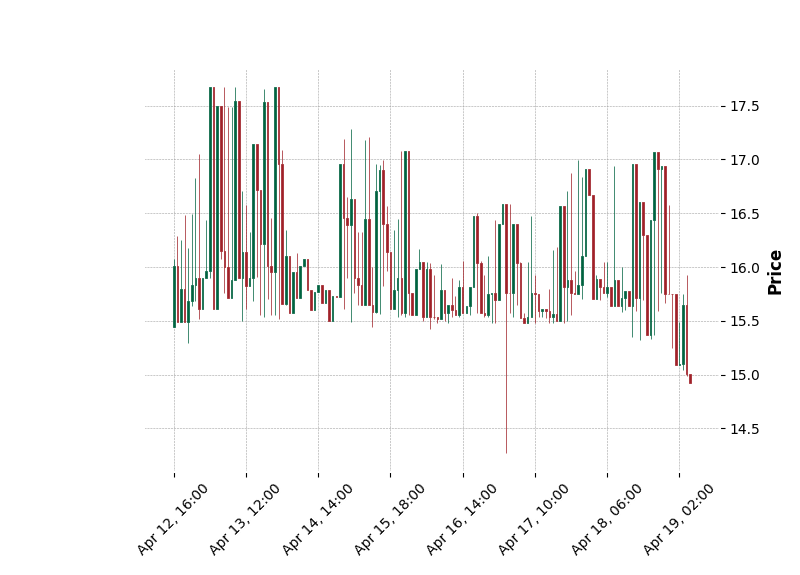 17.5
17.0
16.5
16.0
15.5
15.0
14.5
Price
Apr 12, 16:00
Apr 13, 12:00
Apr 14, 14:00
Apr 15, 18:00
Apr 16, 14:00
Apr 17, 10:00
Apr 18, 06:00
Apr 19, 02:00